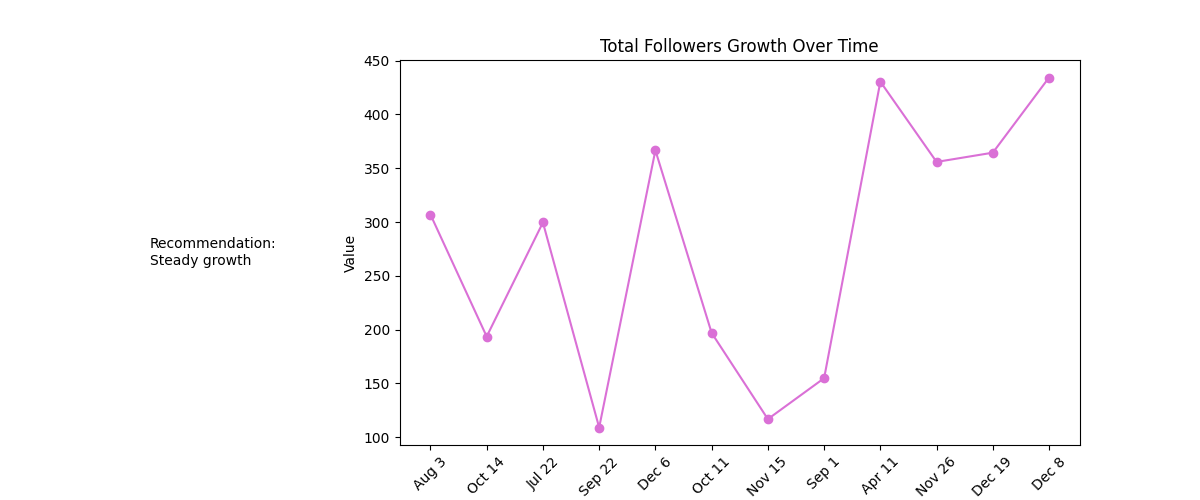 Total Followers Growth Over Time
Recommendation:
Steady growth
Value
450
400
350
300
250
200
150
100
Aug 3
Oct 14
Jul 22
Sep 22
Dec 6
Oct 11
Nov 15
Sep 1
Apr 11
Nov 26
Dec 19
Dec 8